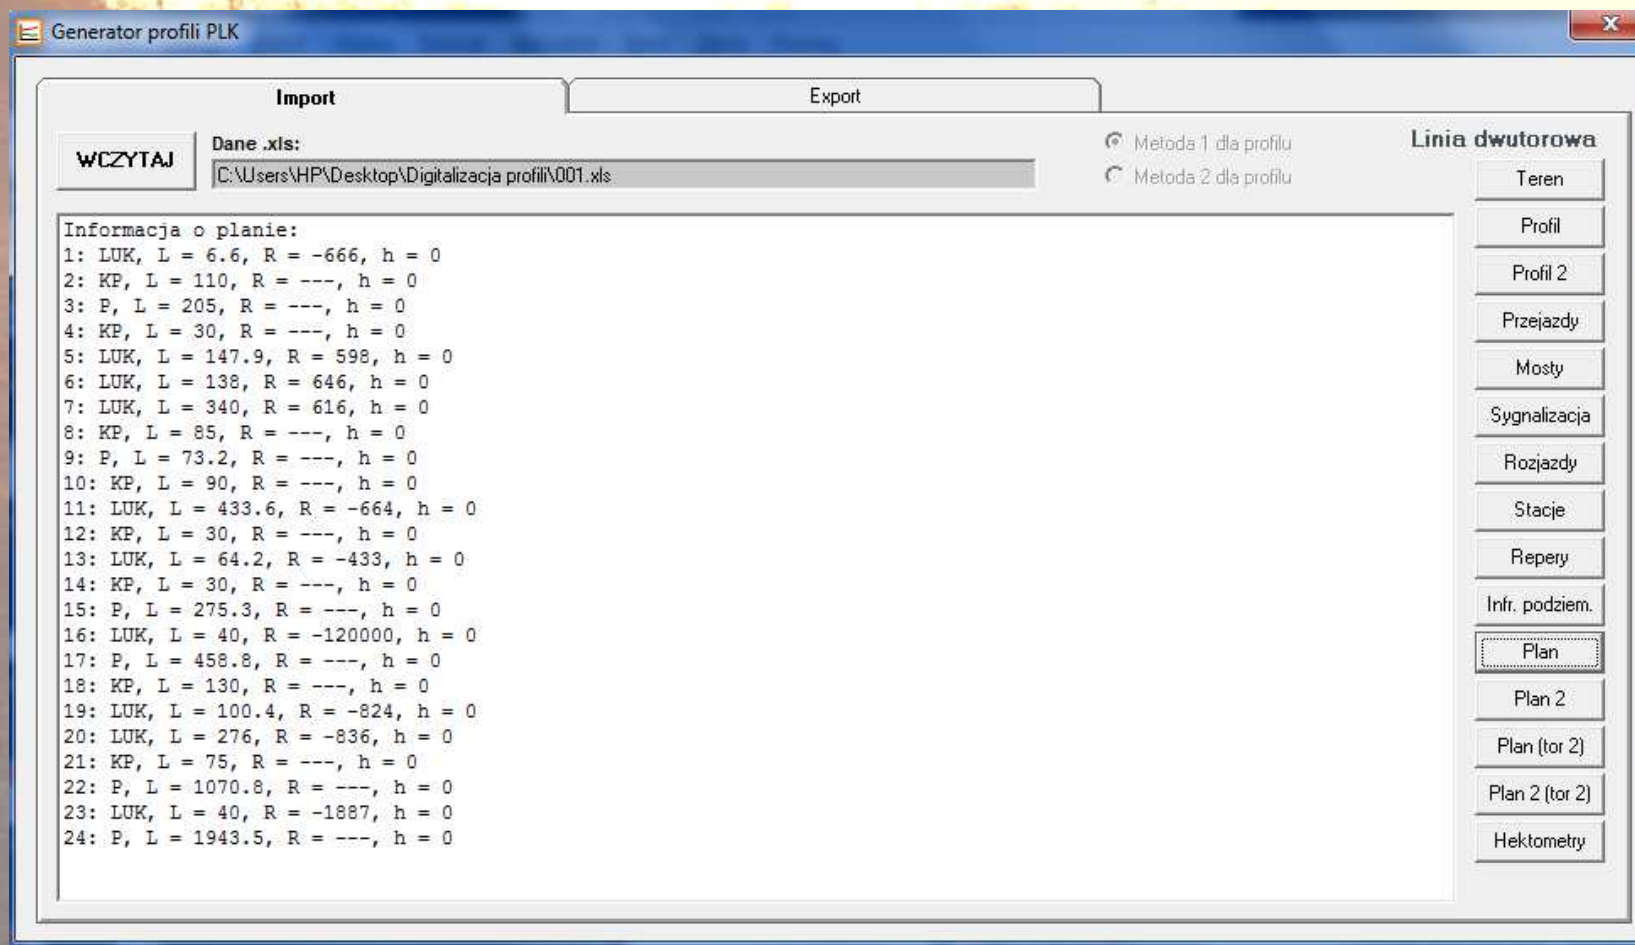 Generator profili PLK
Import
Export
WCZYTAJ
Dane .xls:
C:\Users\HP\Desktop\Digitalizacja profili\001.xls
Metoda 1 dla profilu
Metoda 2 dla profilu
Linia dwutorowa
Informacja o planie:
1: LUK, L = 6.6, R = -666, h = 0
2: KP, L = 110, R = ---, h = 0
3: P, L = 205, R = ---, h = 0
4: KP, L = 30, R = ---, h = 0
5: LUK, L = 147.9, R = 598, h = 0
6: LUK, L = 138, R = 646, h = 0
7: LUK, L = 340, R = 616, h = 0
8: KP, L = 85, R = ---, h = 0
9: P, L = 73.2, R = ---, h = 0
10: KP, L = 90, R = ---, h = 0
11: LUK, L = 433.6, R = -664, h = 0
12: KP, L = 30, R = ---, h = 0
13: LUK, L = 64.2, R = -433, h = 0
14: KP, L = 30, R = ---, h = 0
15: P, L = 275.3, R = ---, h = 0
16: LUK, L = 40, R = -120000, h = 0
17: P, L = 458.8, R = ---, h = 0
18: KP, L = 130, R = ---, h = 0
19: LUK, L = 100.4, R = -824, h = 0
20: LUK, L = 276, R = -836, h = 0
21: KP, L = 75, R = ---, h = 0
22: P, L = 1070.8, R = ---, h = 0
23: LUK, L = 40, R = -1887, h = 0
24: P, L = 1943.5, R = ---, h = 0
Teren
Profil
Profil 2
Przejazdy
Mosty
Sygnalizacja
Rozjazdy
Stacje
Repery
Infr. podziem.
Plan
Plan 2
Plan (tor 2)
Plan 2 (tor 2)
Hektometry